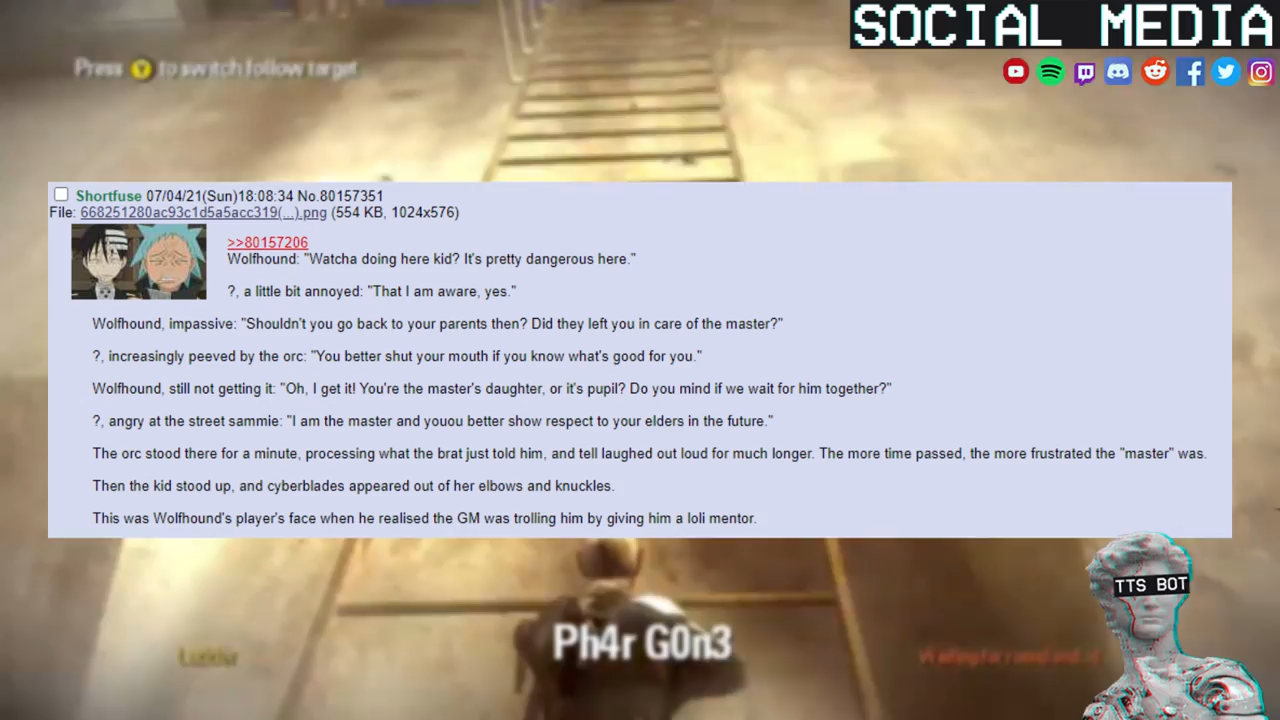 SOCIAL MEDIA
Press Y to switch follow target
Shortfuse 07/04/21(Sun)18:08:34 No.80157351
File: 668251280ac93c1d5a5acc319(...).png (554 KB, 1024x576)
>>80157206
Wolfhound: "Watcha doing here kid? It's pretty dangerous here."
?, a little bit annoyed: "That I am aware, yes."
Wolfhound, impassive: "Shouldn't you go back to your parents then? Did they left you in care of the master?"
?, increasingly peeved by the orc: "You better shut your mouth if you know what's good for you."
Wolfhound, still not getting it: "Oh, I get it! You're the master's daughter, or it's pupil? Do you mind if we wait for him together?"
?, angry at the street sammie: "I am the master and youou better show respect to your elders in the future."
The orc stood there for a minute, processing what the brat just told him, and tell laughed out loud for much longer. The more time passed, the more frustrated the "master" was.
Then the kid stood up, and cyberblades appeared out of her elbows and knuckles.
This was Wolfhound's player's face when he realised the GM was trolling him by giving him a loli mentor.
TTS BOT
Ph4r G0n3